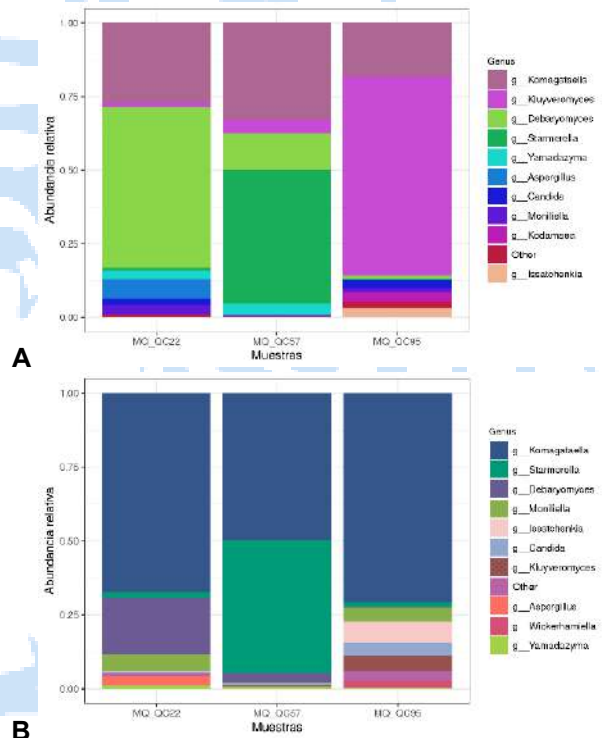 1.00
0.75
0.50
0.25
0.00
Abundancia relativa
MQ_QC22
MQ_QC57
MQ_QC95
Muestras
Genus
g__Komagataella
g__Kluyveromyces
g__Debaryomyces
g__Starmerella
g__Yamadazyma
g__Aspergillus
g__Candida
g__Moniliella
g__Kodamaea
Other
g__Issatchenkia
A
1.00
0.75
0.50
0.25
0.00
Abundancia relativa
MQ_QC22
MQ_QC57
MQ_QC95
Muestras
Genus
g__Komagataella
g__Starmerella
g__Debaryomyces
g__Moniliella
g__Issatchenkia
g__Candida
g__Kluyveromyces
Other
g__Aspergillus
g__Wickerhamiella
g__Yamadazyma
B